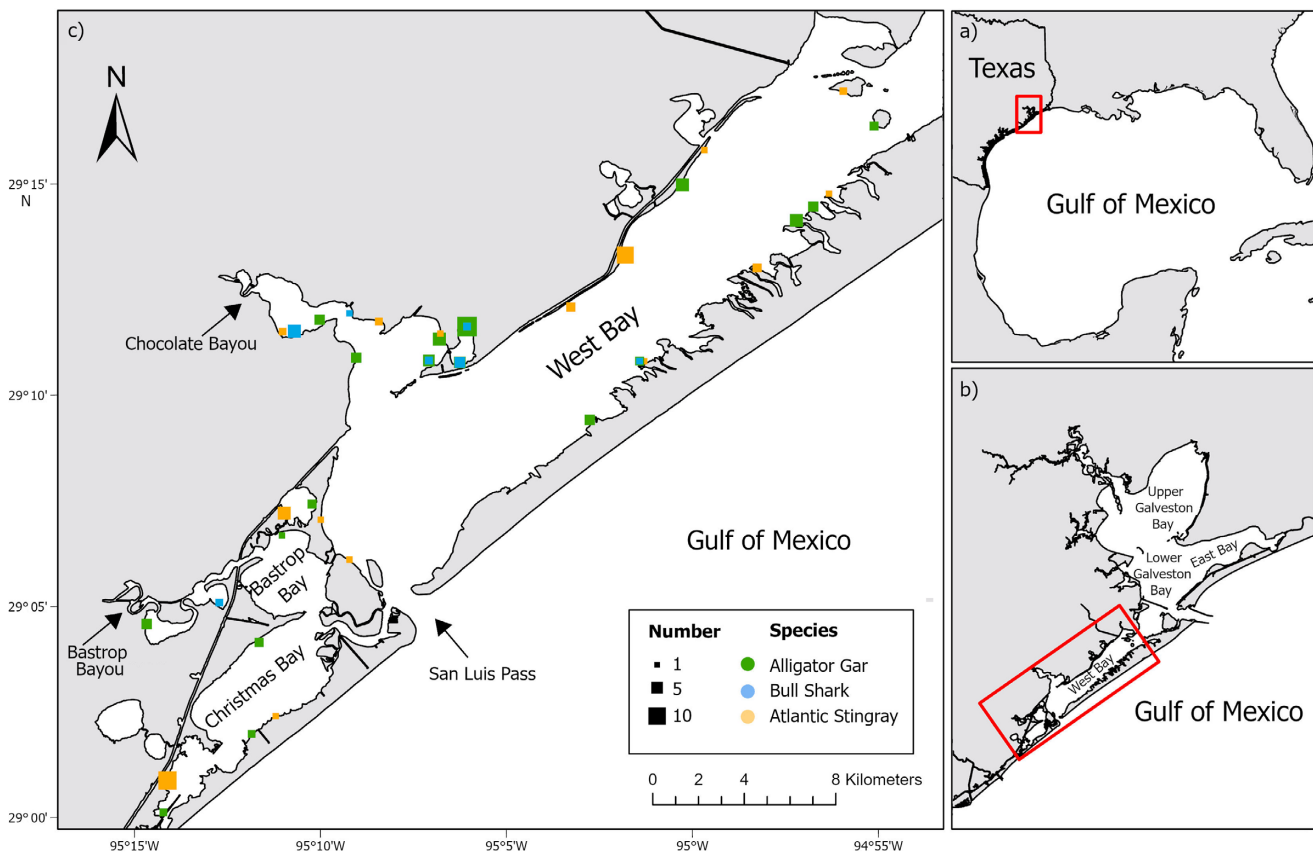 c)
N
29°15'
N
29°10'
29°05'
29°00'
95°15'W
95°10'W
95°5'W
95°W
94°55'W
Chocolate Bayou
West Bay
Gulf of Mexico
Bastrop
Bay
Bastrop
Bayou
Christmas Bay
San Luis Pass
Number
1
5
10
Species
Alligator Gar
Bull Shark
Atlantic Stingray
0 2 4 8 Kilometers
a)
Texas
Gulf of Mexico
b)
Upper
Galveston
Bay
Lower
Galveston
Bay
East Bay
West Bay
Gulf of Mexico